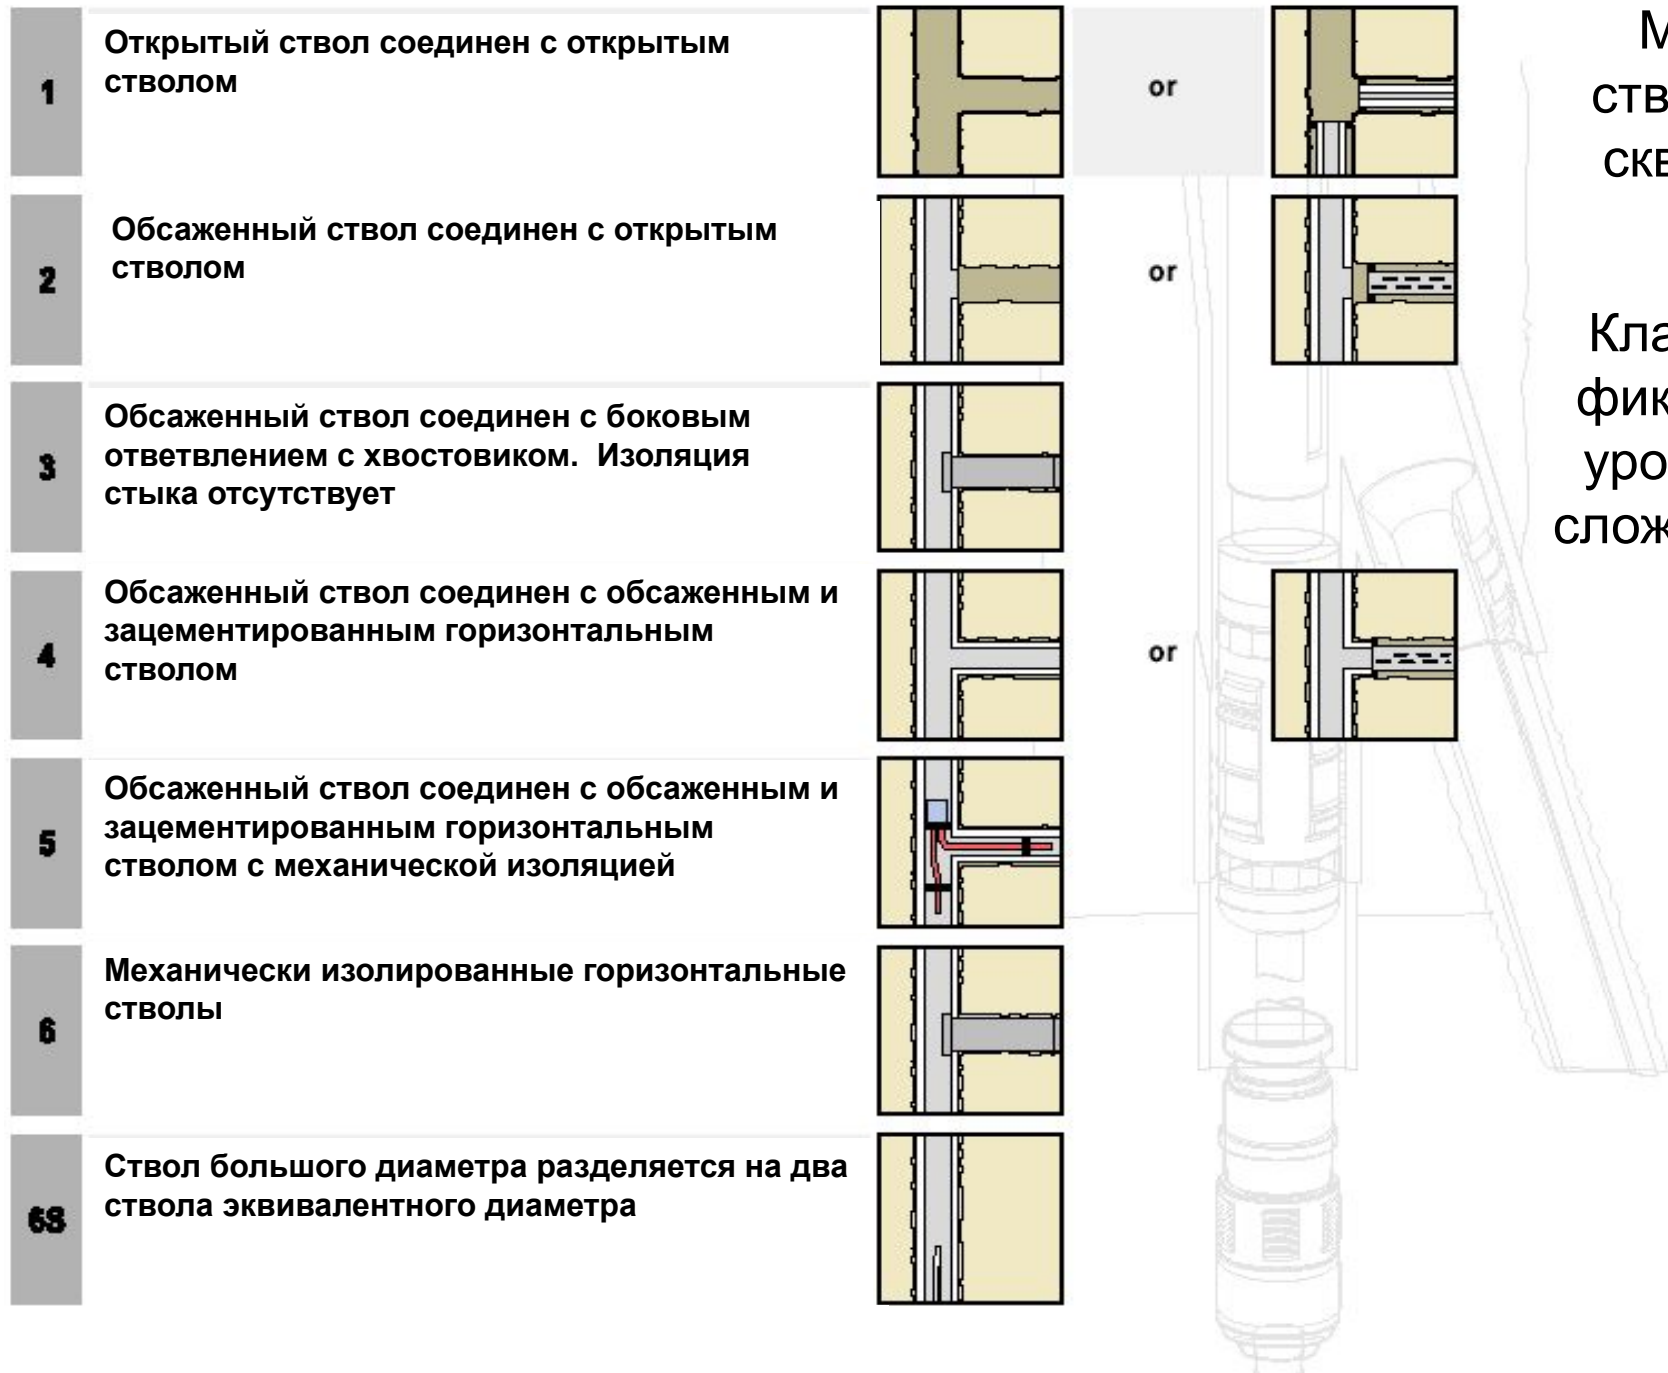 1
Открытый ствол соединен с открытым
стволом
or
2
Обсаженный ствол соединен с открытым
стволом
or
3
Обсаженный ствол соединен с боковым
ответвлением с хвостовиком. Изоляция
стыка отсутствует
4
Обсаженный ствол соединен с обсаженным и
зацементированным горизонтальным
стволом
or
5
Обсаженный ствол соединен с обсаженным и
зацементированным горизонтальным
стволом с механической изоляцией
6
Механически изолированные горизонтальные
стволы
6S
Ствол большого диаметра разделяется на два
ствола эквивалентного диаметра